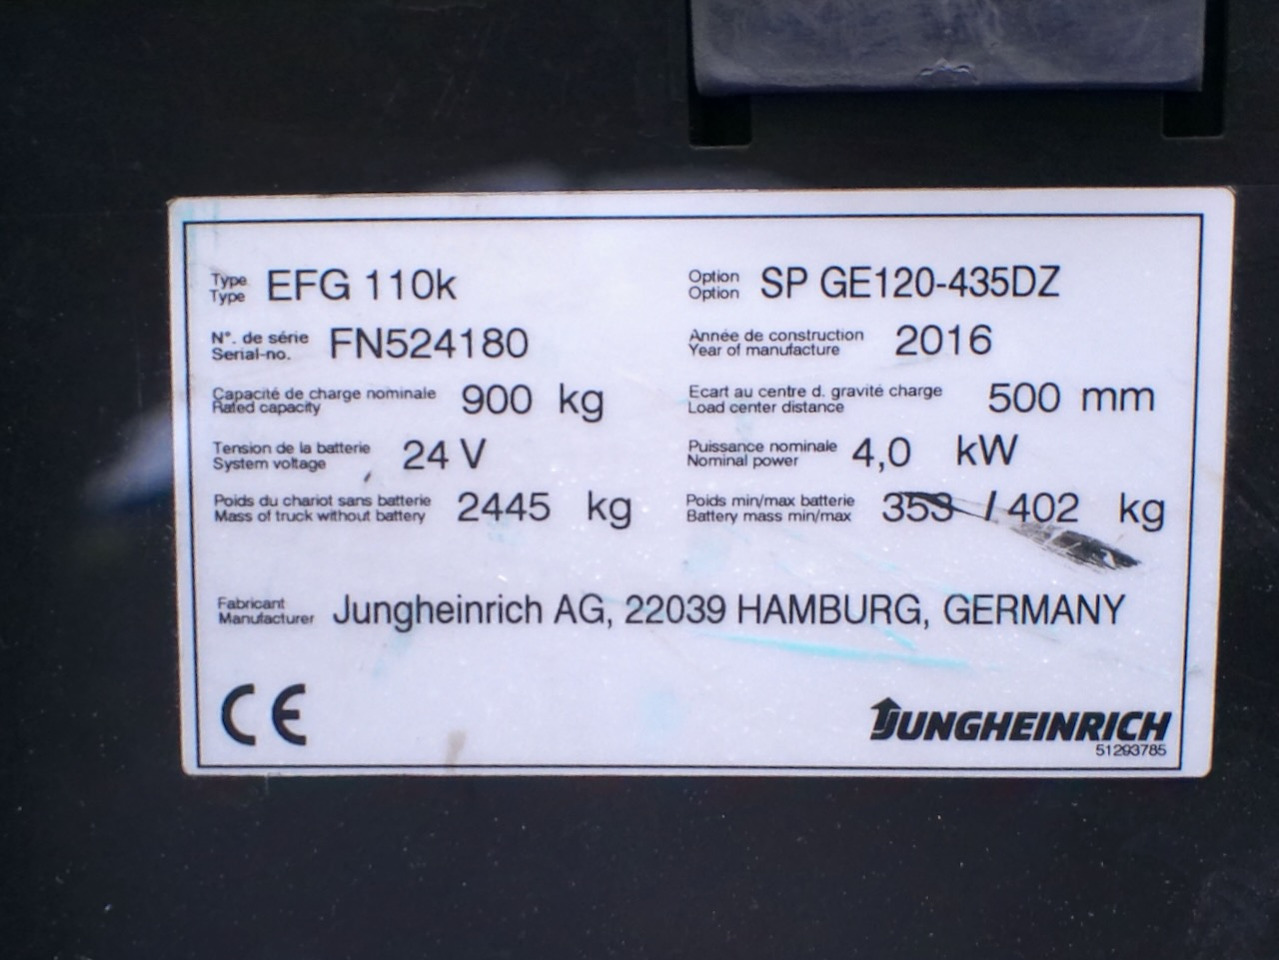 Type Type EFG 110k Option Option SP GE120-435DZ
N°. de série Serial-no. FN524180 Année de construction Year of manufacture 2016
Capacité de charge nominale Rated capacity 900 kg Ecart au centre d. gravité charge Load center distance 500 mm
Tension de la batterie System voltage 24 V Puissance nominale Nominal power 4,0 kW
Poids du chariot sans batterie Mass of truck without battery 2445 kg Poids min/max batterie Battery mass min/max 353 / 402 kg
Fabricant Manufacturer Jungheinrich AG, 22039 HAMBURG, GERMANY
CE JUNGHEINRICH
51293785